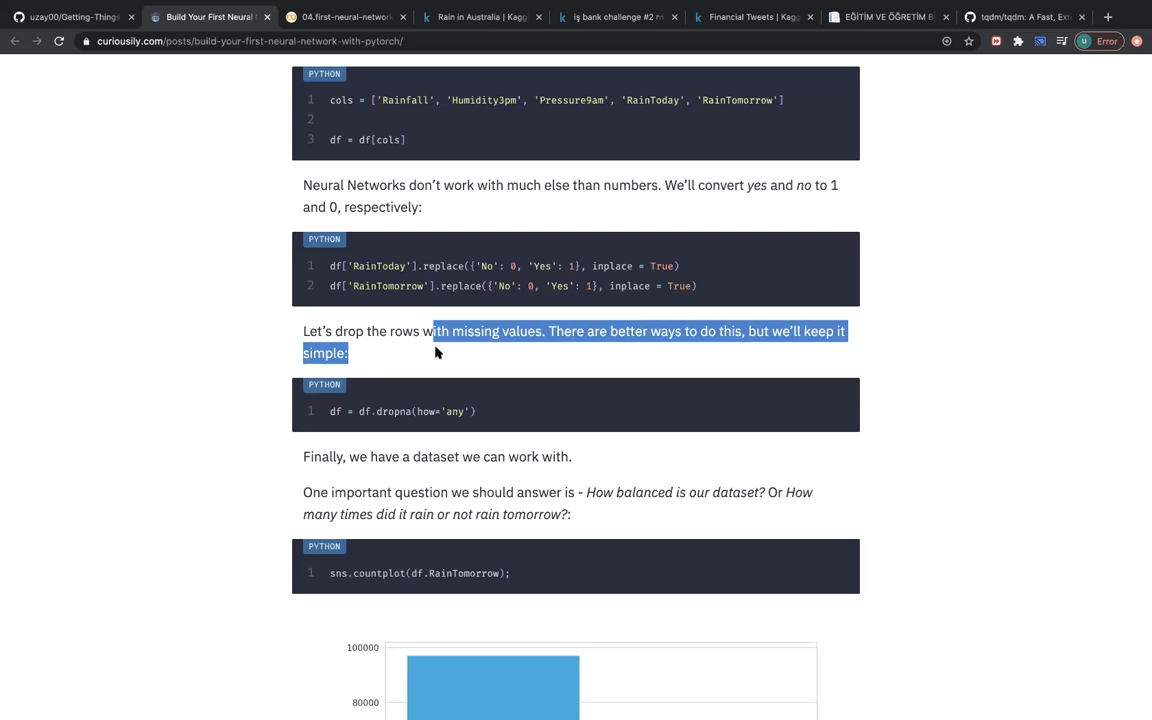 uzay00/Getting-Things
Build Your First Neural
04.first-neural-network
Rain in Australia | Kagg
iş bank challenge #2 m
Financial Tweets | Kagg
EĞİTİM VE ÖĞRETİM B
tqdm/tqdm: A Fast, Ext
curiousily.com/posts/build-your-first-neural-network-with-pytorch/
u Error
PYTHON
1 cols = ['Rainfall', 'Humidity3pm', 'Pressure9am', 'RainToday', 'RainTomorrow']
2
3 df = df[cols]
Neural Networks don’t work with much else than numbers. We’ll convert yes and no to 1
and 0, respectively:
PYTHON
1 df['RainToday'].replace({'No': 0, 'Yes': 1}, inplace = True)
2 df['RainTomorrow'].replace({'No': 0, 'Yes': 1}, inplace = True)
Let’s drop the rows with missing values. There are better ways to do this, but we’ll keep it
simple:
PYTHON
1 df = df.dropna(how='any')
Finally, we have a dataset we can work with.
One important question we should answer is - How balanced is our dataset? Or How
many times did it rain or not rain tomorrow?:
PYTHON
1 sns.countplot(df.RainTomorrow);
100000
80000